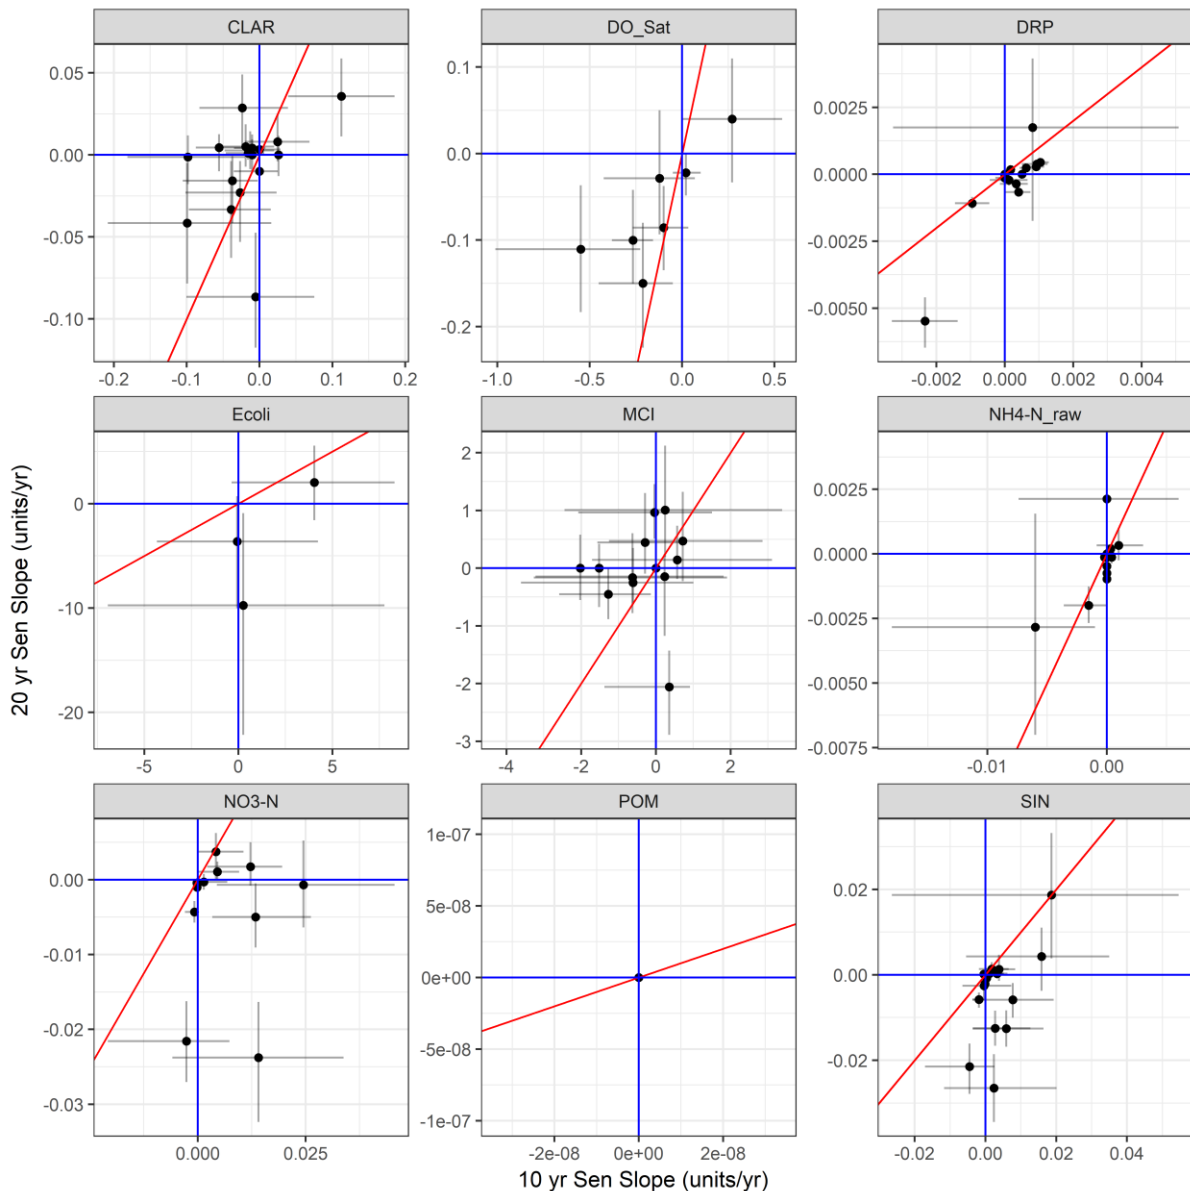 CLAR
DO_Sat
DRP
0.05
0.00
-0.05
-0.10
0.1
0.0
-0.1
-0.2
0.0025
0.0000
-0.0025
-0.0050
-0.2 -0.1 0.0 0.1 0.2
-1.0 -0.5 0.0 0.5
-0.002 0.000 0.002 0.004
Ecoli
MCI
NH4-N_raw
0
-10
-20
2
1
0
-1
-2
-3
0.0025
0.0000
-0.0025
-0.0050
-0.0075
-5 0 5
-4 -2 0 2
-0.01 0.00
NO3-N
POM
SIN
0.00
-0.01
-0.02
-0.03
1e-07
5e-08
0e+00
-5e-08
-1e-07
0.02
0.00
-0.02
0.000 0.025
-2e-08 0e+00 2e-08
-0.02 0.00 0.02 0.04
20 yr Sen Slope (units/yr)
10 yr Sen Slope (units/yr)